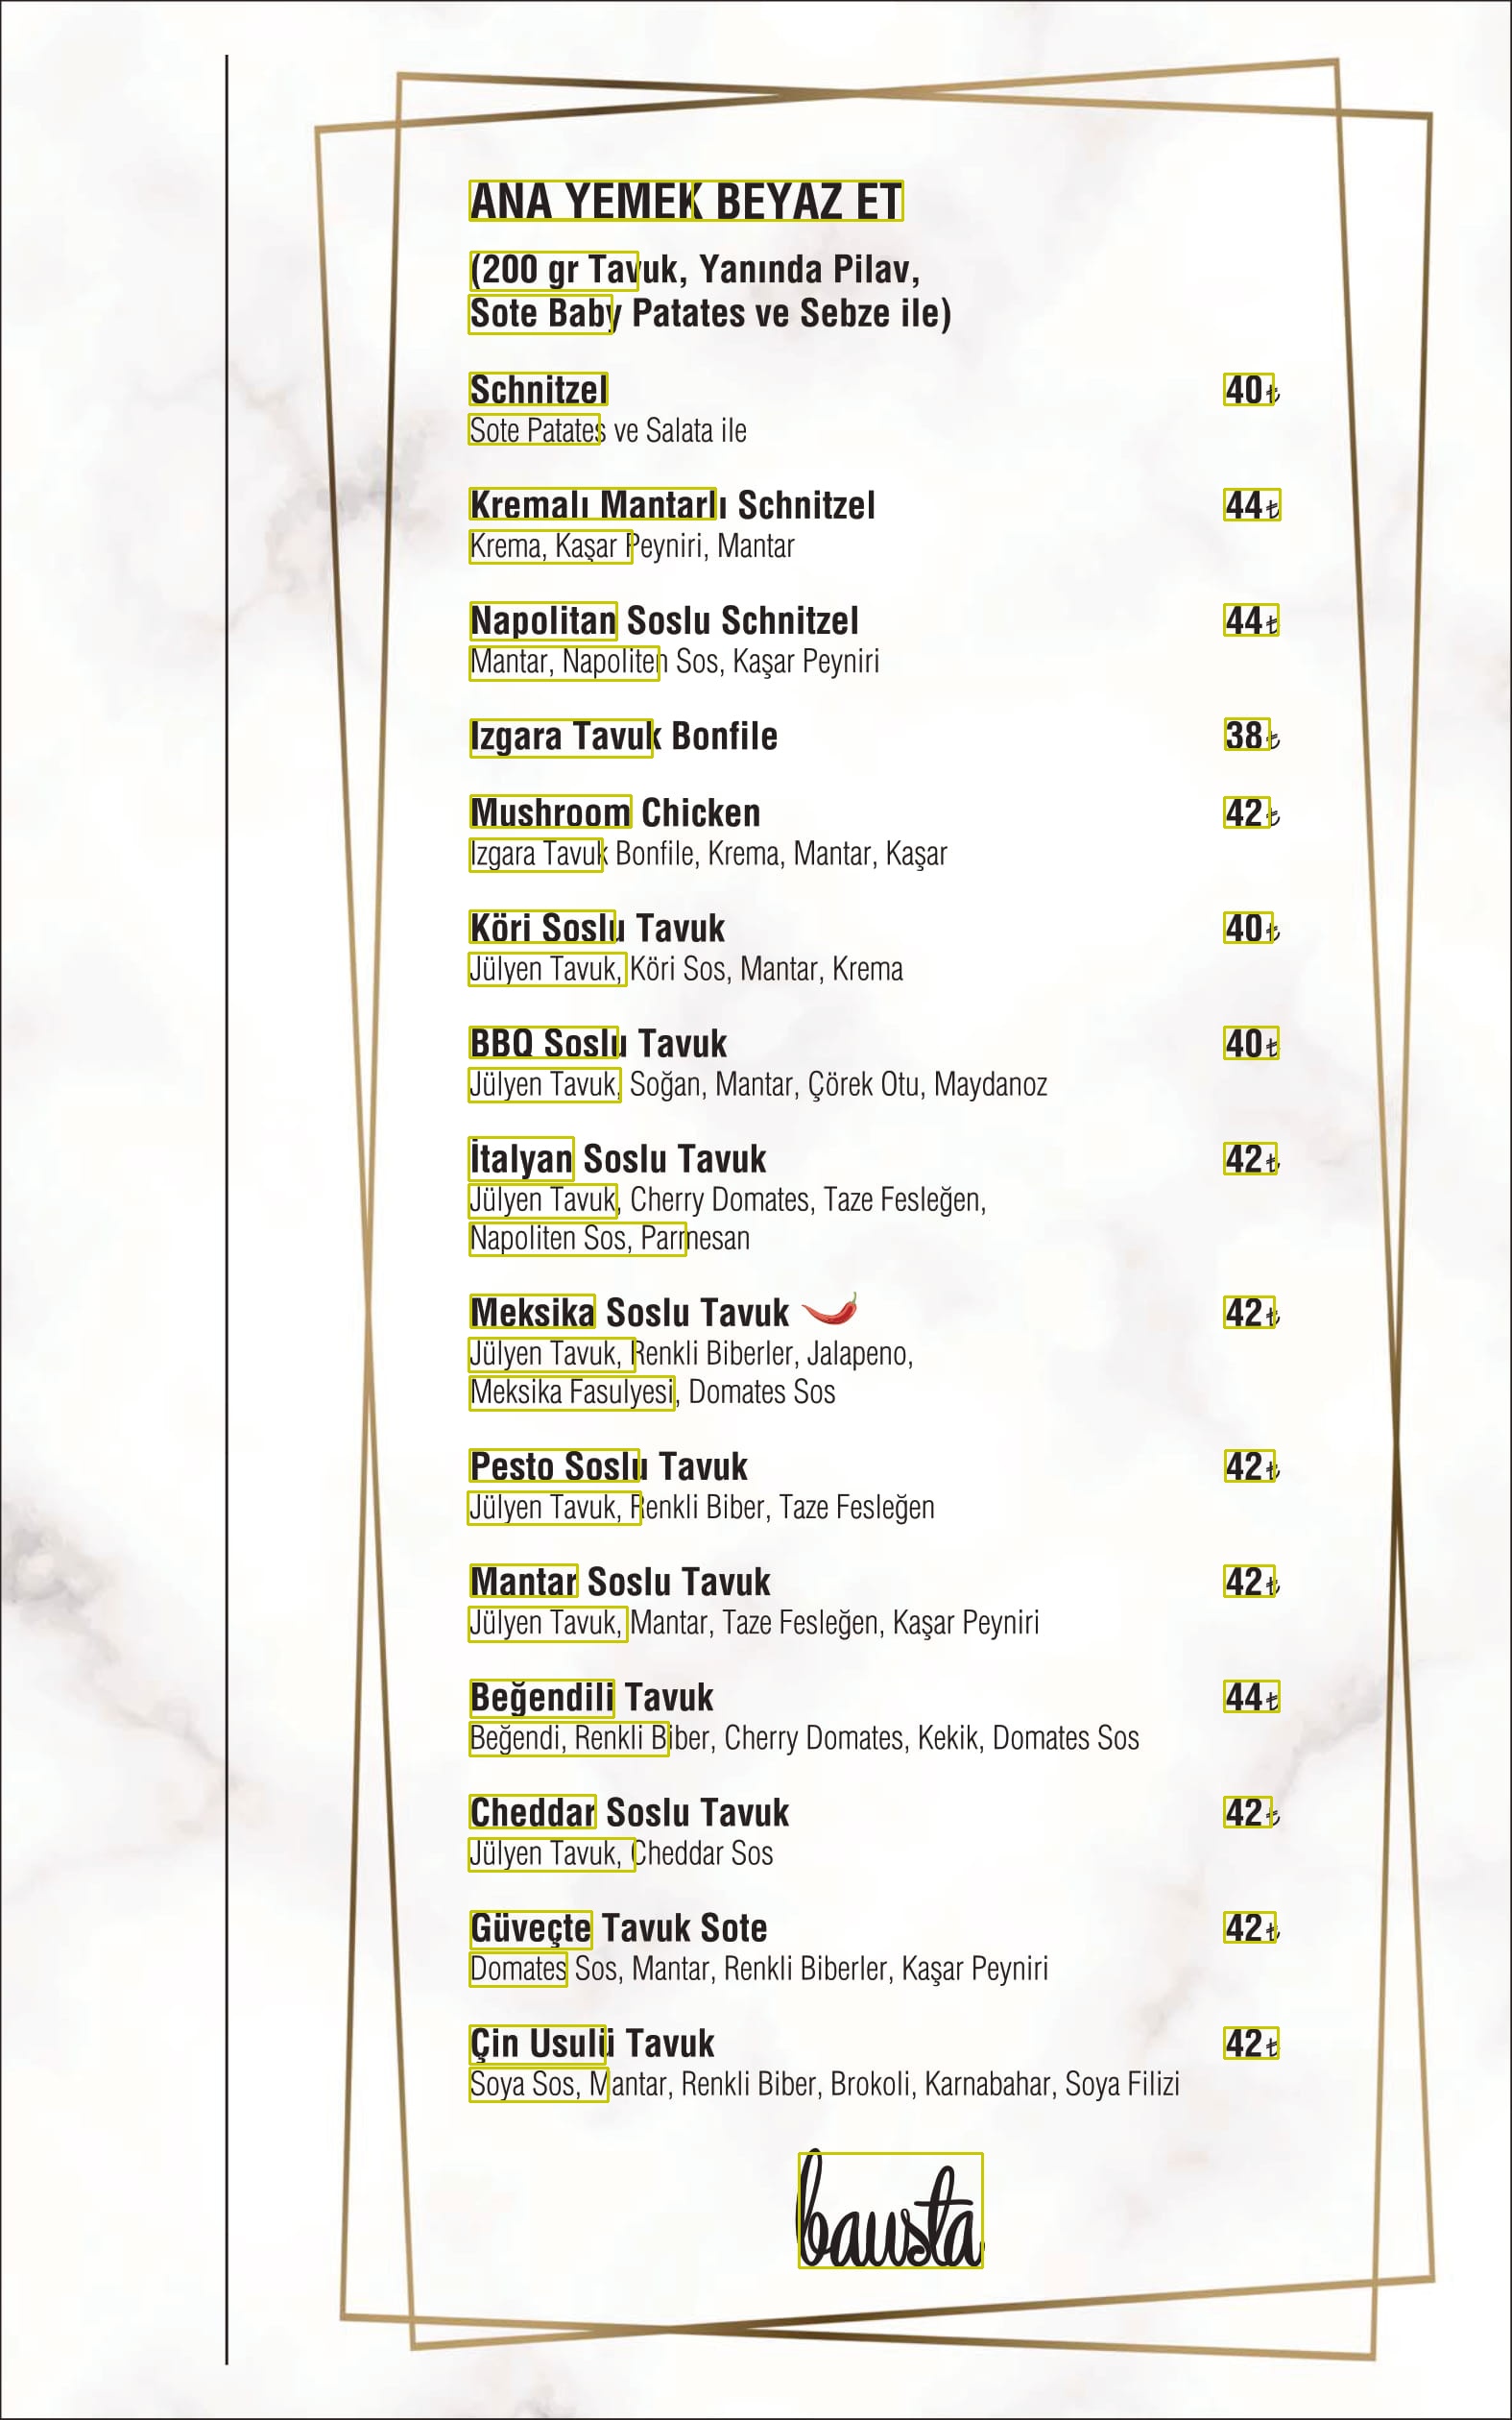 ANA YEMEK BEYAZ ET
(200 gr Tavuk, Yanında Pilav,
Sote Baby Patates ve Sebze ile)
Schnitzel 40₺
Sote Patates ve Salata ile
Kremalı Mantarlı Schnitzel 44₺
Krema, Kaşar Peyniri, Mantar
Napolitan Soslu Schnitzel 44₺
Mantar, Napoliten Sos, Kaşar Peyniri
Izgara Tavuk Bonfile 38₺
Mushroom Chicken 42₺
Izgara Tavuk Bonfile, Krema, Mantar, Kaşar
Köri Soslu Tavuk 40₺
Jülyen Tavuk, Köri Sos, Mantar, Krema
BBQ Soslu Tavuk 40₺
Jülyen Tavuk, Soğan, Mantar, Çörek Otu, Maydanoz
İtalyan Soslu Tavuk 42₺
Jülyen Tavuk, Cherry Domates, Taze Fesleğen,
Napoliten Sos, Parmesan
Meksika Soslu Tavuk 42₺
Jülyen Tavuk, Renkli Biberler, Jalapeno,
Meksika Fasulyesi, Domates Sos
Pesto Soslu Tavuk 42₺
Jülyen Tavuk, Renkli Biber, Taze Fesleğen
Mantar Soslu Tavuk 42₺
Jülyen Tavuk, Mantar, Taze Fesleğen, Kaşar Peyniri
Beğendili Tavuk 44₺
Beğendi, Renkli Biber, Cherry Domates, Kekik, Domates Sos
Cheddar Soslu Tavuk 42₺
Jülyen Tavuk, Cheddar Sos
Güveçte Tavuk Sote 42₺
Domates Sos, Mantar, Renkli Biberler, Kaşar Peyniri
Çin Usulü Tavuk 42₺
Soya Sos, Mantar, Renkli Biber, Brokoli, Karnabahar, Soya Filizi
bausta